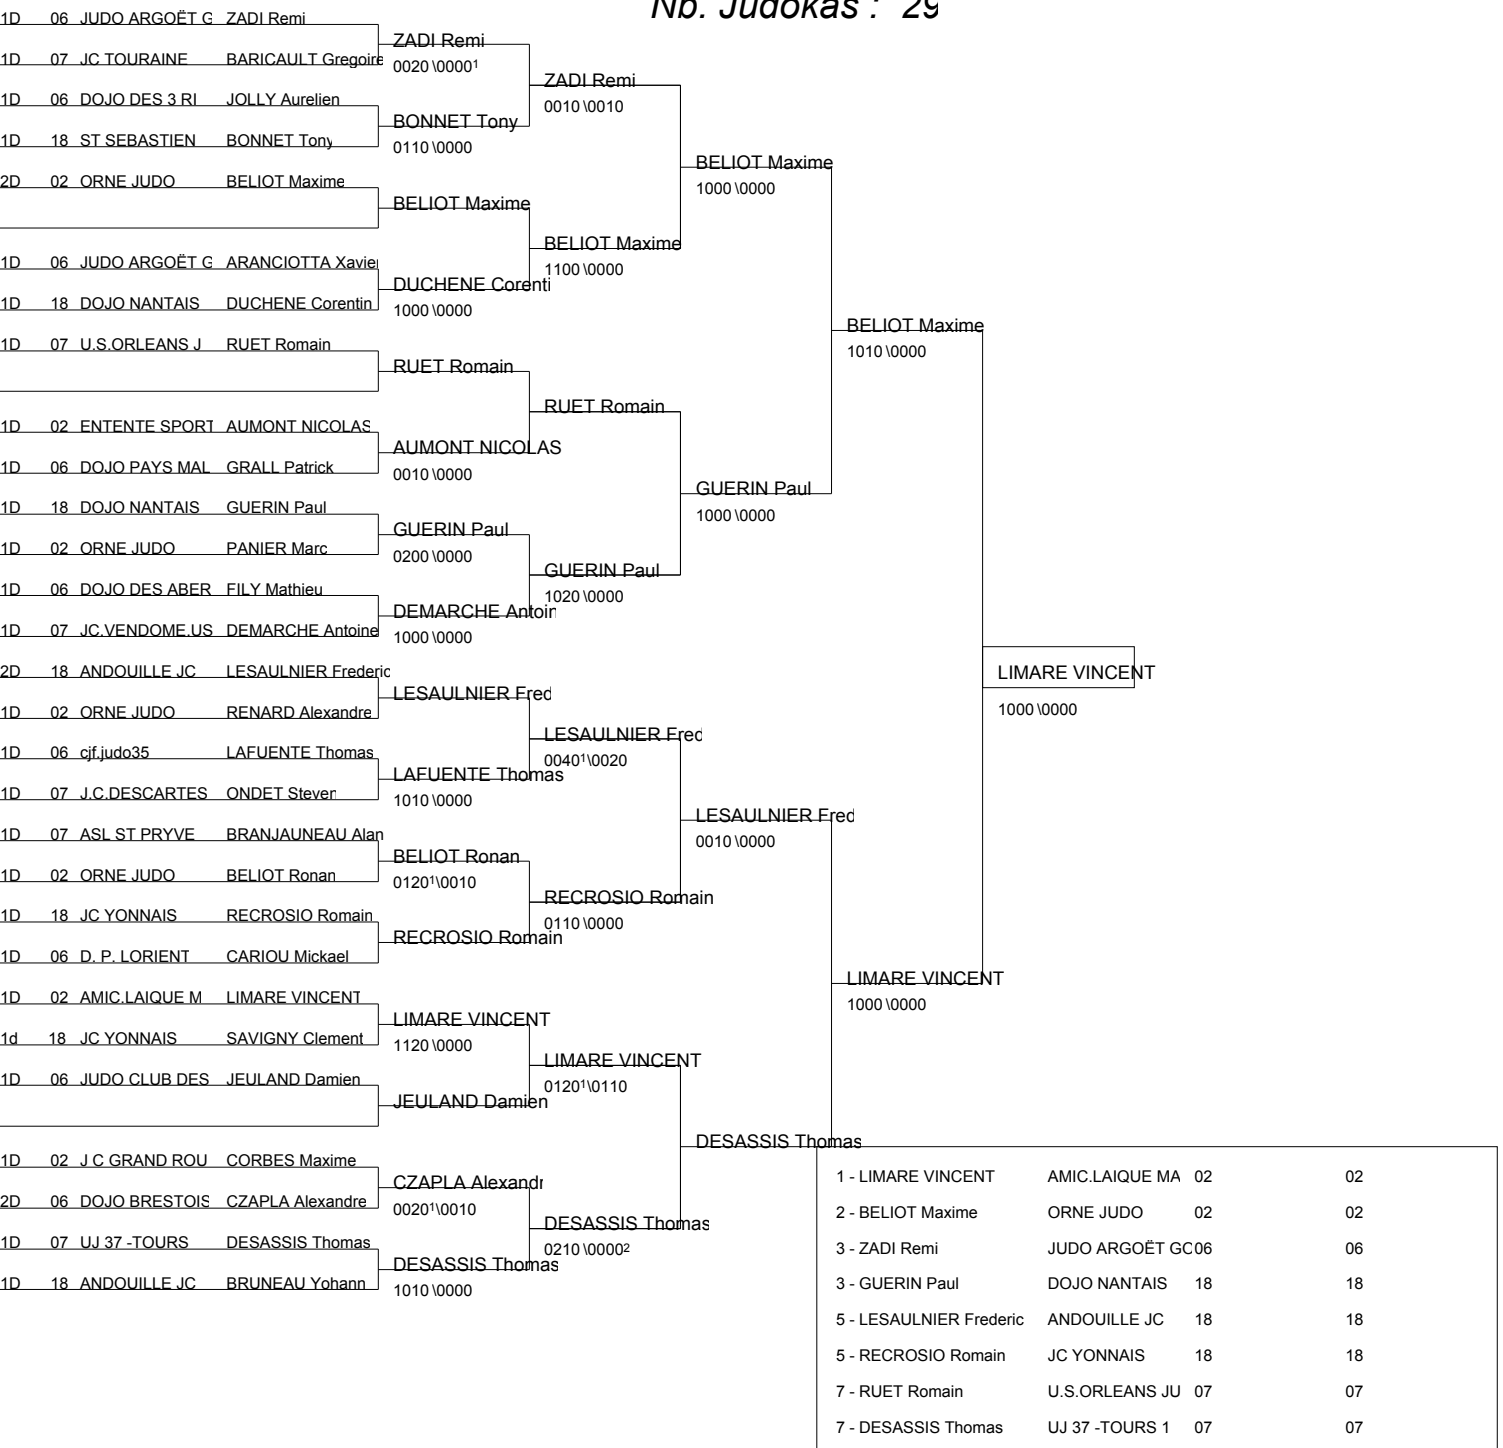 Nb. Judokas : 29
1D 06 JUDO ARGOËT G ZADI Remi
ZADI Remi
1D 07 JC TOURAINE BARICAULT Gregoire
0020 \0000¹
ZADI Remi
1D 06 DOJO DES 3 RI JOLLY Aurelien
0010 \0010
BONNET Tony
1D 18 ST SEBASTIEN BONNET Tony
0110 \0000
BELIOT Maxime
2D 02 ORNE JUDO BELIOT Maxime
1000 \0000
BELIOT Maxime
BELIOT Maxime
1D 06 JUDO ARGOËT G ARANCIOTTA Xavie
1100 \0000
DUCHENE Corenti
1D 18 DOJO NANTAIS DUCHENE Corentin
1000 \0000
BELIOT Maxime
1D 07 U.S.ORLEANS J RUET Romain
1010 \0000
RUET Romain
RUET Romain
1D 02 ENTENTE SPORT AUMONT NICOLAS
AUMONT NICOLAS
1D 06 DOJO PAYS MAL GRALL Patrick
0010 \0000
GUERIN Paul
1D 18 DOJO NANTAIS GUERIN Paul
1000 \0000
GUERIN Paul
1D 02 ORNE JUDO PANIER Marc
0200 \0000
GUERIN Paul
1D 06 DOJO DES ABER FILY Mathieu
1020 \0000
DEMARCHE Antoin
1D 07 JC.VENDOME.US DEMARCHE Antoine
1000 \0000
2D 18 ANDOUILLE JC LESAULNIER Frederic
LIMARE VINCENT
LESAULNIER Fred
1D 02 ORNE JUDO RENARD Alexandre
1000 \0000
LESAULNIER Fred
1D 06 cjf.judo35 LAFUENTE Thomas
0040¹\0020
LAFUENTE Thomas
1D 07 J.C.DESCARTES ONDET Steven
1010 \0000
LESAULNIER Fred
1D 07 ASL ST PRYVE BRANJAUNEAU Alan
0010 \0000
BELIOT Ronan
1D 02 ORNE JUDO BELIOT Ronan
0120¹\0010
RECROSIO Romain
1D 18 JC YONNAIS RECROSIO Romain
0110 \0000
RECROSIO Romain
1D 06 D. P. LORIENT CARIOU Mickael
LIMARE VINCENT
1D 02 AMIC.LAIQUE M LIMARE VINCENT
1000 \0000
LIMARE VINCENT
1d 18 JC YONNAIS SAVIGNY Clement
1120 \0000
LIMARE VINCENT
1D 06 JUDO CLUB DES JEULAND Damien
0120¹\0110
JEULAND Damien
DESASSIS Thomas
1D 02 J C GRAND ROU CORBES Maxime
CZAPLA Alexandr
2D 06 DOJO BRESTOIS CZAPLA Alexandre
0020¹\0010
DESASSIS Thomas
1D 07 UJ 37 -TOURS DESASSIS Thomas
0210 \0000²
DESASSIS Thomas
1D 18 ANDOUILLE JC BRUNEAU Yohann
1010 \0000
1 - LIMARE VINCENT AMIC.LAIQUE MA 02 02
2 - BELIOT Maxime ORNE JUDO 02 02
3 - ZADI Remi JUDO ARGOËT GO 06 06
3 - GUERIN Paul DOJO NANTAIS 18 18
5 - LESAULNIER Frederic ANDOUILLE JC 18 18
5 - RECROSIO Romain JC YONNAIS 18 18
7 - RUET Romain U.S.ORLEANS JU 07 07
7 - DESASSIS Thomas UJ 37 -TOURS 1 07 07